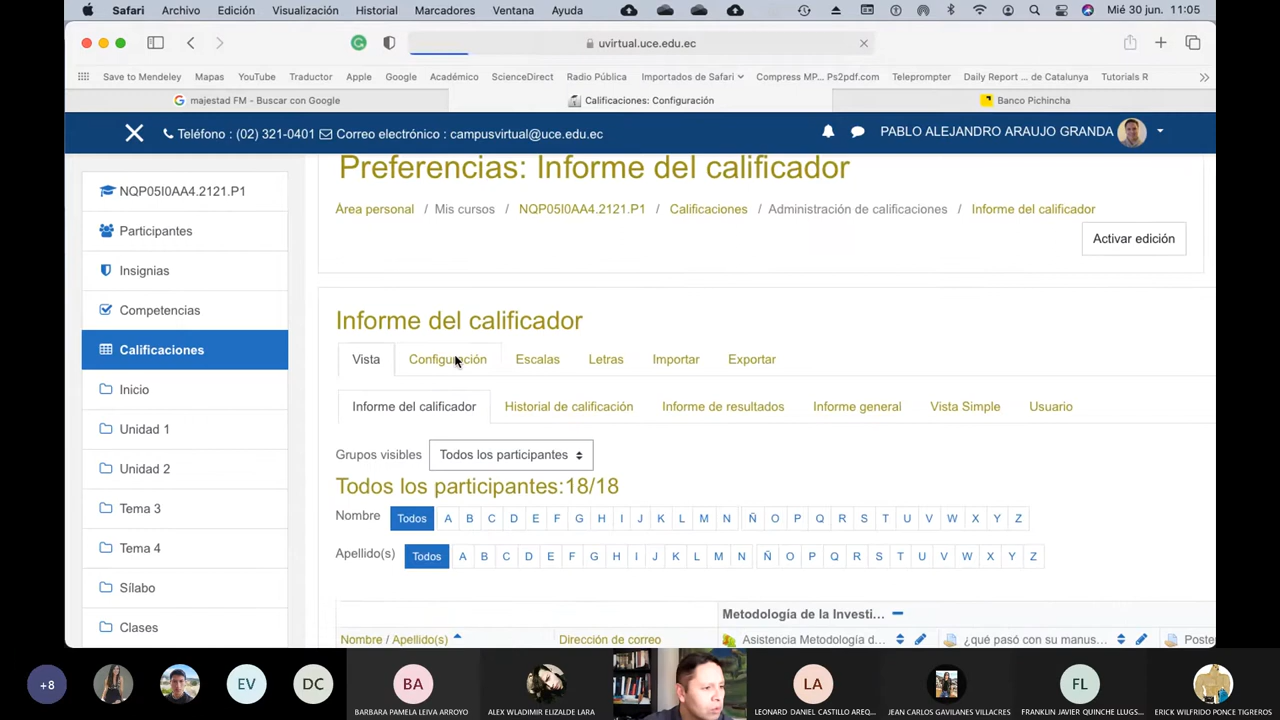 Safari Archivo Edición Visualización Historial Marcadores Ventana Ayuda Mié 30 jun. 11:05
uvirtual.uce.edu.ec
Save to Mendeley Mapas YouTube Traductor Apple Google Académico ScienceDirect Radio Pública Importados de Safari Compress MP... Ps2pdf.com Teleprompter Daily Report ... de Catalunya Tutorials R
majestad FM - Buscar con Google Calificaciones: Configuración Banco Pichincha
Teléfono : (02) 321-0401 Correo electrónico : campusvirtual@uce.edu.ec PABLO ALEJANDRO ARAUJO GRANDA
Preferencias: Informe del calificador
NQP05I0AA4.2121.P1
Área personal / Mis cursos / NQP05I0AA4.2121.P1 / Calificaciones / Administración de calificaciones / Informe del calificador
Participantes
Activar edición
Insignias
Competencias
Informe del calificador
Calificaciones
Vista Configuración Escalas Letras Importar Exportar
Inicio
Informe del calificador Historial de calificación Informe de resultados Informe general Vista Simple Usuario
Unidad 1
Grupos visibles Todos los participantes
Unidad 2
Todos los participantes:18/18
Tema 3
Nombre Todos A B C D E F G H I J K L M N Ñ O P Q R S T U V W X Y Z
Tema 4
Apellido(s) Todos A B C D E F G H I J K L M N Ñ O P Q R S T U V W X Y Z
Sílabo
Metodología de la Investi...
Clases
Nombre / Apellido(s) Dirección de correo Asistencia Metodología d... ¿qué pasó con su manus... Poste
+8 EV DC BA LA FL
BARBARA PAMELA LEIVA ARROYO ALEX WLADIMIR ELIZALDE LARA LEONARD DANIEL CASTILLO AREQ... JEAN CARLOS GAVILANES VILLACRES FRANKLIN JAVIER QUINCHE LLUGS... ERICK WILFRIDO PONCE TIGREROS